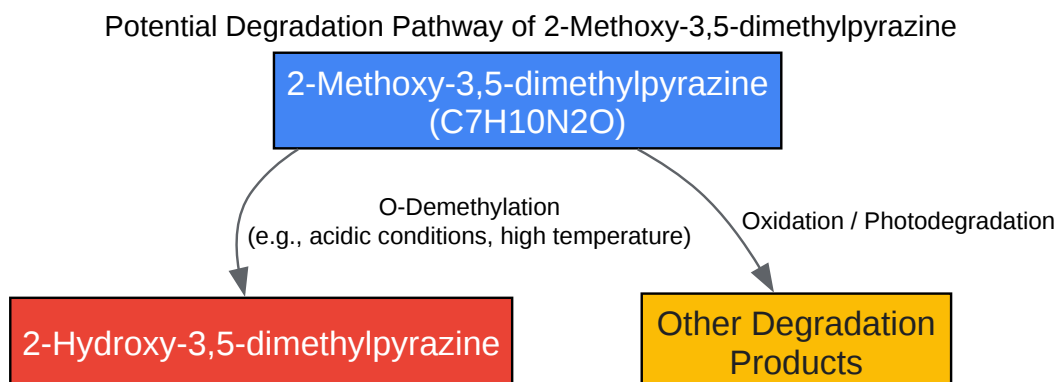 Potential Degradation Pathway of 2-Methoxy-3,5-dimethylpyrazine
2-Methoxy-3,5-dimethylpyrazine
(C7H10N2O)
O-Demethylation
(e.g., acidic conditions, high temperature)
Oxidation / Photodegradation
2-Hydroxy-3,5-dimethylpyrazine
Other Degradation
Products